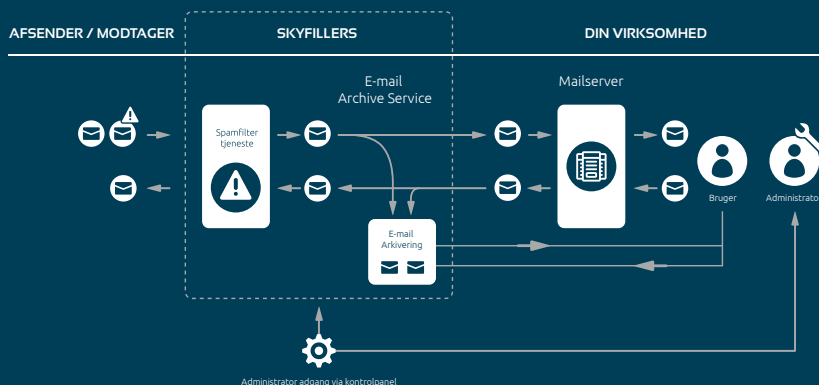 AFSENDER / MODTAGER
SKYFILLERS
DIN VIRKSOMHED
E-mail
Archive Service
Mailserver
Spamfilter
tjeneste
Bruger
Administrato
E-mail
Arkivering
Administrator adgang via kontrolpanel